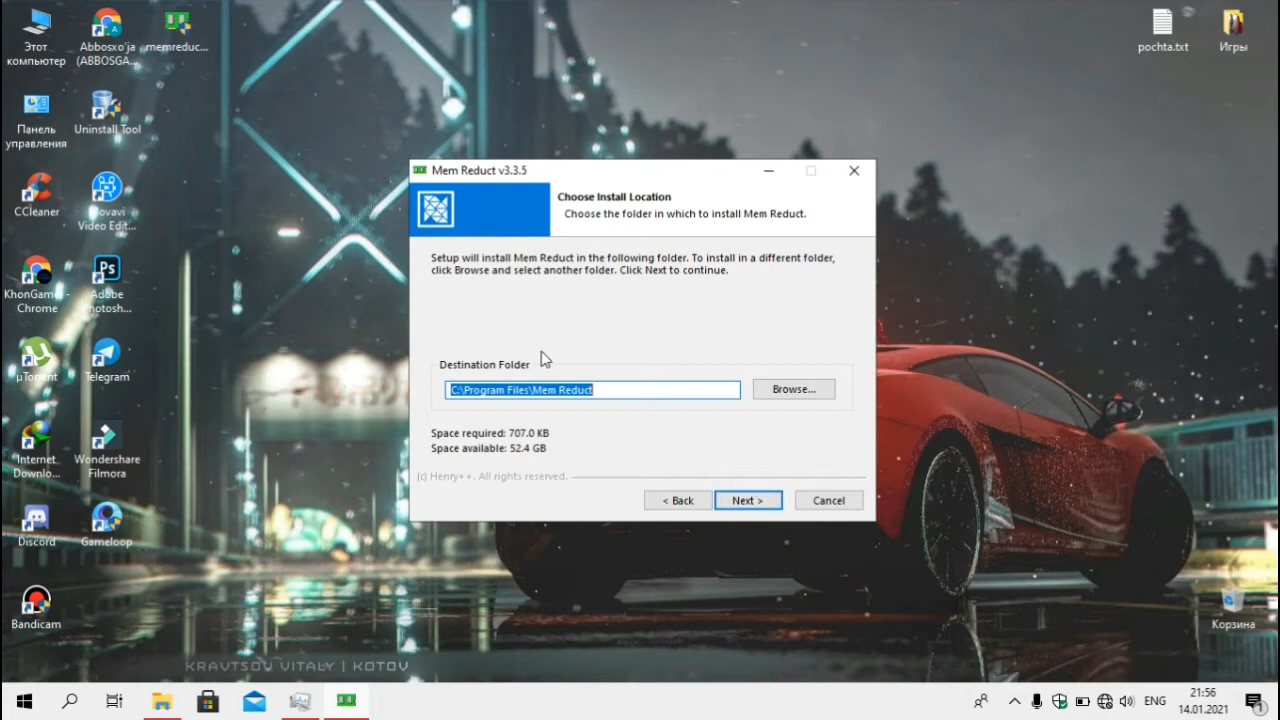 Этот
компьютер
Abbosxo'ja
(ABBOSGA...
memreduc...
pochta.txt
Игры
Панель
управления
Uninstall Tool
CCleaner
Movavi
Video Edit...
KhonGame -
Chrome
Adobe
Photosh...
µTorrent
Telegram
Internet
Downlo...
Wondershare
Filmora
Discord
Gameloop
Bandicam
Корзина
Mem Reduct v3.3.5
Choose Install Location
Choose the folder in which to install Mem Reduct.
Setup will install Mem Reduct in the following folder. To install in a different folder,
click Browse and select another folder. Click Next to continue.
Destination Folder
C:\Program Files\Mem Reduct
Browse...
Space required: 707.0 KB
Space available: 52.4 GB
(c) Henry++. All rights reserved.
< Back
Next >
Cancel
Ps
KRAVTSOV VITALY | KOTOV
ENG
21:56
14.01.2021
1